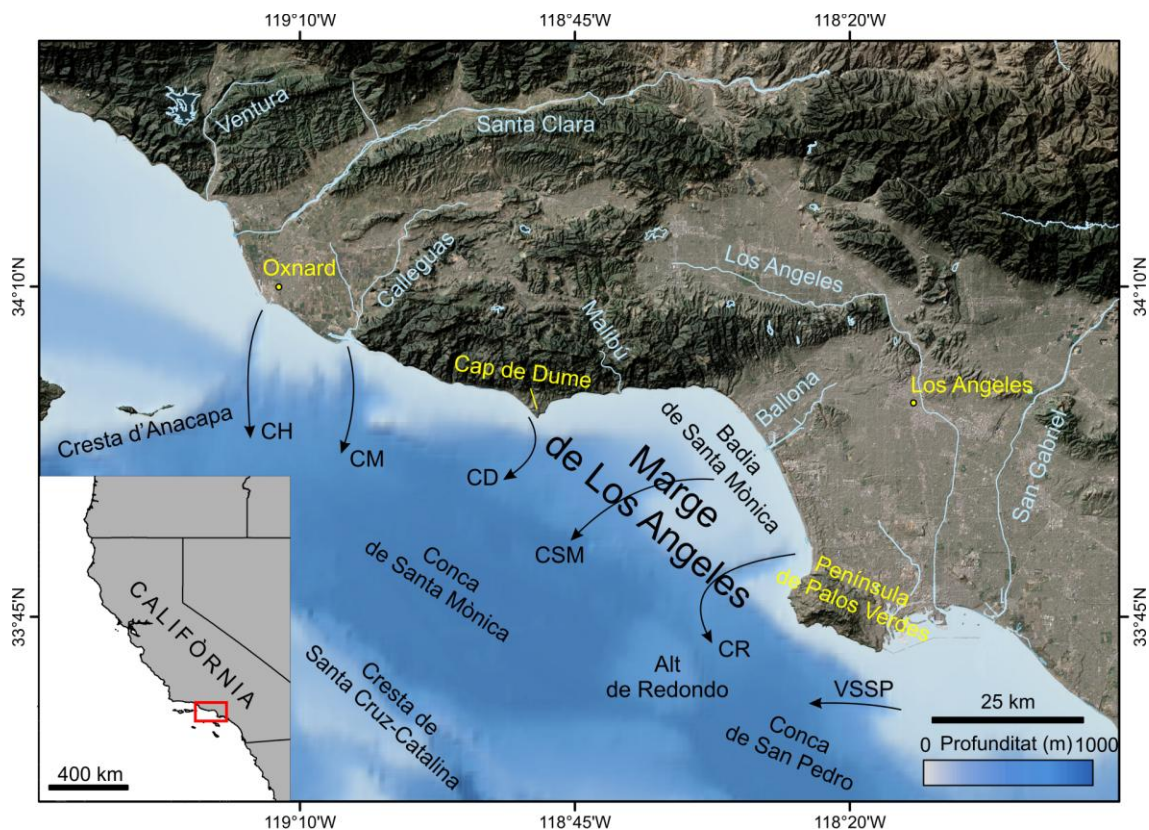 119°10'W
118°45'W
118°20'W
Ventura
Santa Clara
34°10'N
34°10'N
Oxnard
Calleguas
Los Angeles
Malibú
Cap de Dume
Ballona
Los Angeles
San Gabriel
Cresta d'Anacapa
CH
CM
CD
CSM
CR
VSSP
Badia
de Santa Mònica
Marge
de Los Angeles
Península
de Palos Verdes
Conca
de Santa Mònica
33°45'N
33°45'N
Alt
de Redondo
Cresta de
Santa Cruz-Catalina
Conca
de San Pedro
CALIFÒRNIA
400 km
25 km
0 Profunditat (m) 1000
119°10'W
118°45'W
118°20'W